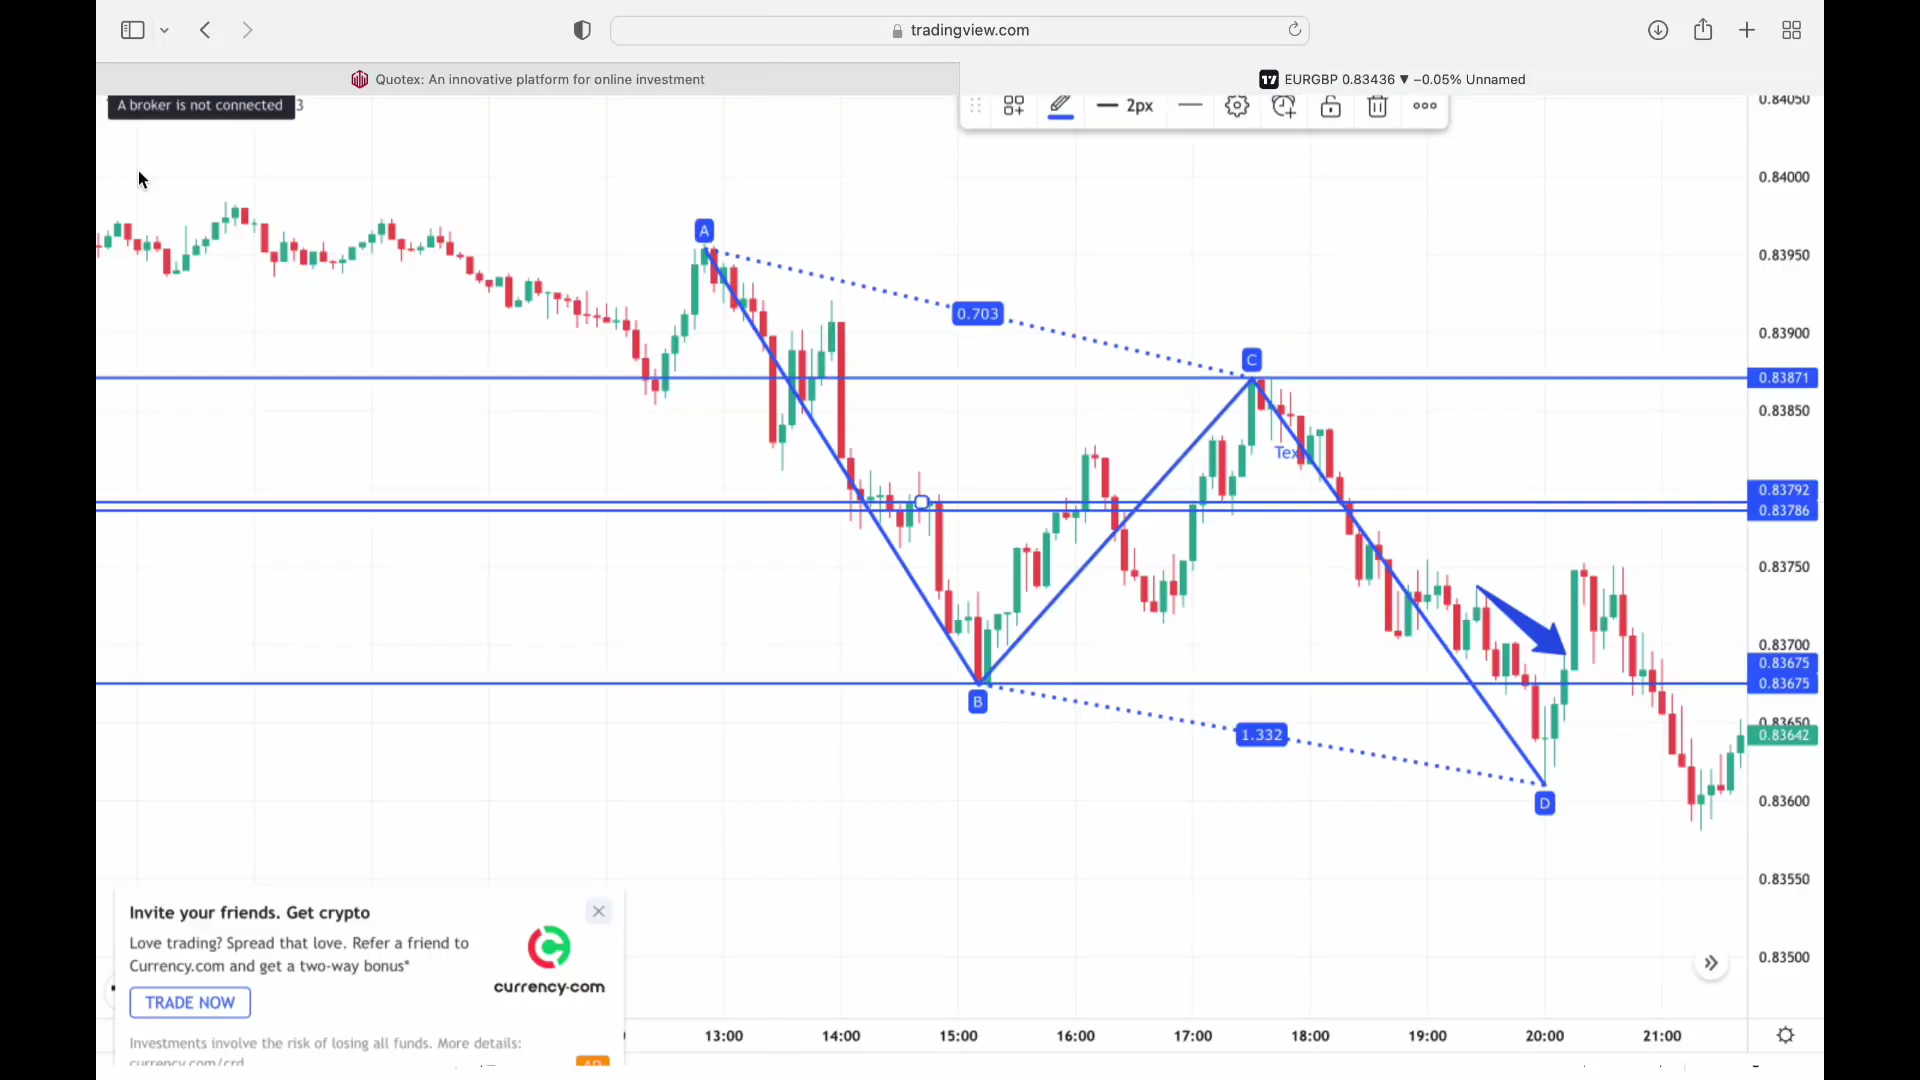 tradingview.com
Quotex: An innovative platform for online investment
EURGBP 0.83436 ▼ −0.05% Unnamed
A broker is not connected
3
2px
0.84050
0.84000
0.83950
0.83900
0.83871
0.83850
0.83792
0.83786
0.83750
0.83700
0.83675
0.83675
0.83650
0.83642
0.83600
0.83550
0.83500
A
0.703
C
Tex
B
1.332
D
Invite your friends. Get crypto
Love trading? Spread that love. Refer a friend to
Currency.com and get a two-way bonus*
currency.com
TRADE NOW
Investments involve the risk of losing all funds. More details:
currency.com/crd
AD
13:00 14:00 15:00 16:00 17:00 18:00 19:00 20:00 21:00